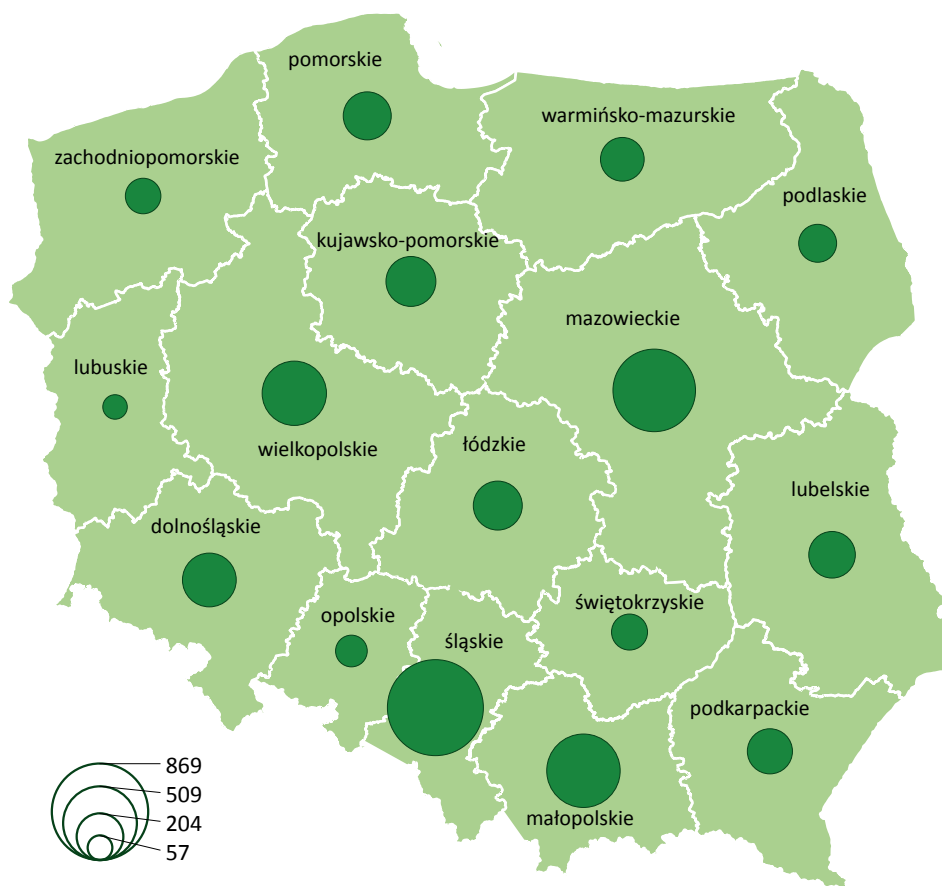 pomorskie
warmińsko-mazurskie
zachodniopomorskie
podlaskie
kujawsko-pomorskie
mazowieckie
lubuskie
wielkopolskie
łódzkie
lubelskie
dolnośląskie
opolskie
świętokrzyskie
śląskie
podkarpackie
małopolskie
869
509
204
57